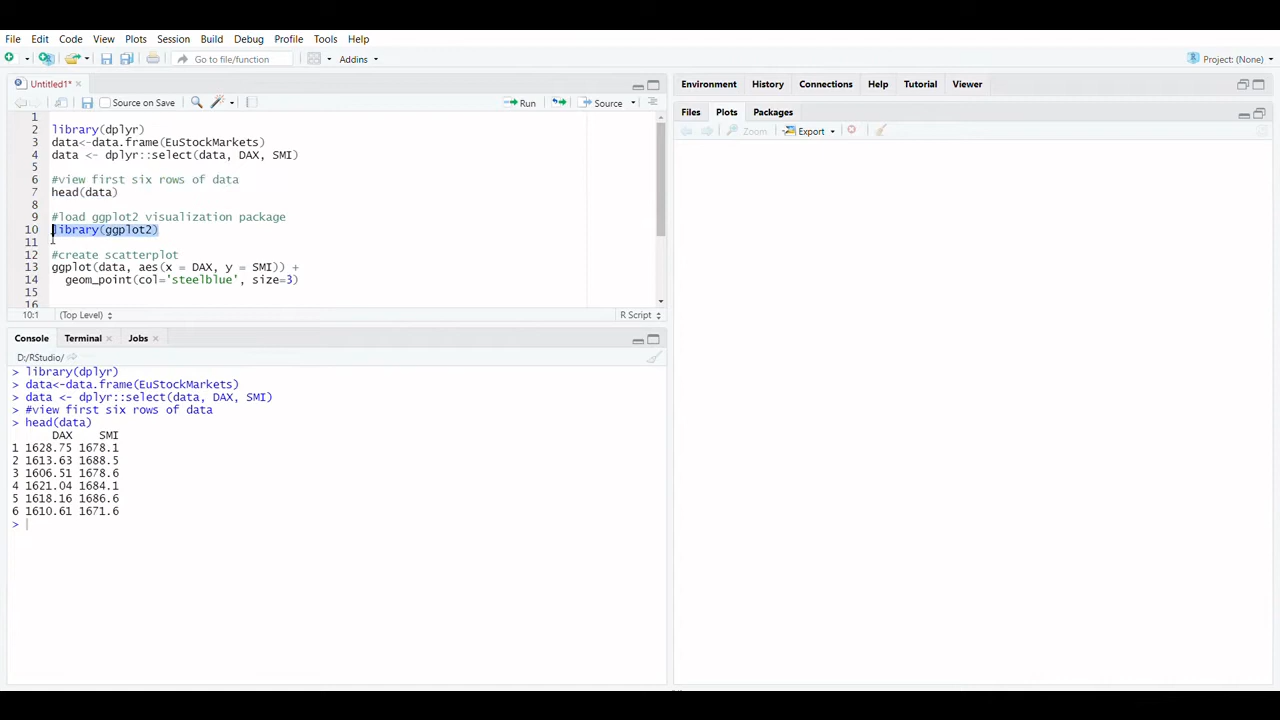 File Edit Code View Plots Session Build Debug Profile Tools Help
Go to file/function Addins Project: (None)
Untitled1*
Source on Save Run Source
1
2 library(dplyr)
3 data<-data.frame(EuStockMarkets)
4 data <- dplyr::select(data, DAX, SMI)
5
6 #view first six rows of data
7 head(data)
8
9 #load ggplot2 visualization package
10 library(ggplot2)
11
12 #create scatterplot
13 ggplot(data, aes(x = DAX, y = SMI)) +
14 geom_point(col='steelblue', size=3)
15
16
10:1 (Top Level) R Script
Console Terminal Jobs
D:/RStudio/
> library(dplyr)
> data<-data.frame(EuStockMarkets)
> data <- dplyr::select(data, DAX, SMI)
> #view first six rows of data
> head(data)
DAX SMI
1 1628.75 1678.1
2 1613.63 1688.5
3 1606.51 1678.6
4 1621.04 1684.1
5 1618.16 1686.6
6 1610.61 1671.6
>
Environment History Connections Help Tutorial Viewer
Files Plots Packages
Zoom Export